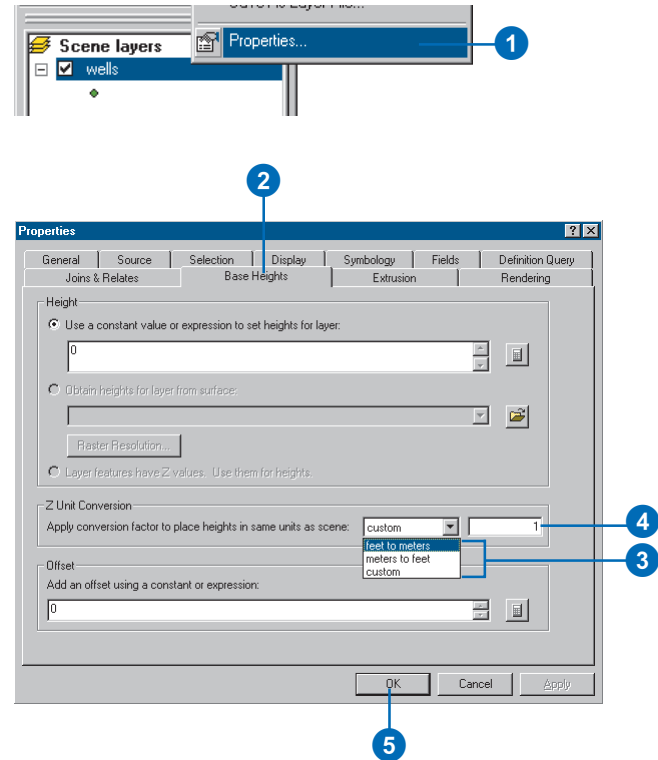 Scene layers
wells
Properties...
1
2
Properties
General Source Selection Display Symbology Fields Definition Query
Joins & Relates Base Heights Extrusion Rendering
Height
Use a constant value or expression to set heights for layer:
0
Obtain heights for layer from surface:
Raster Resolution...
Layer features have Z values. Use them for heights.
Z Unit Conversion
Apply conversion factor to place heights in same units as scene: custom 1
4
feet to meters
meters to feet
custom
3
Offset
Add an offset using a constant or expression:
0
OK Cancel Apply
5